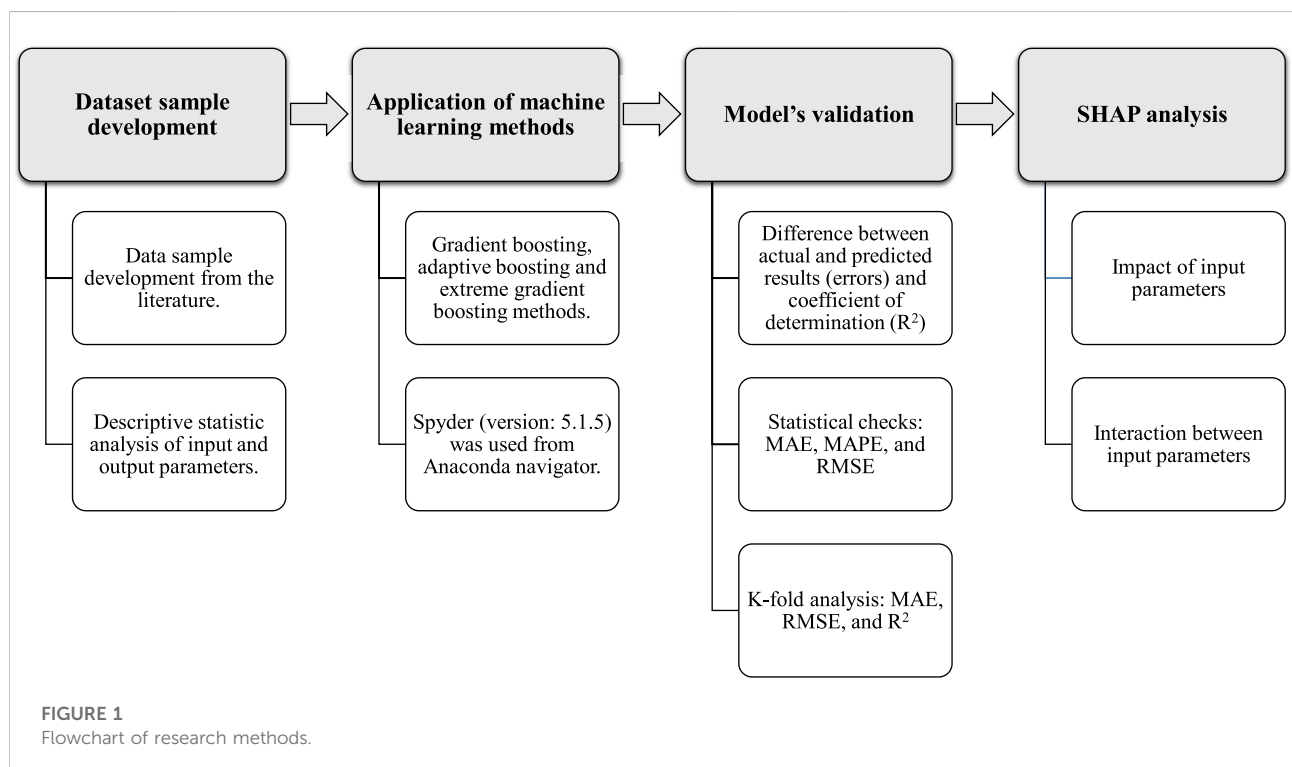 Dataset sample
development
Application of machine
learning methods
Model's validation
SHAP analysis
Data sample
development from the
literature.
Descriptive statistic
analysis of input and
output parameters.
Gradient boosting,
adaptive boosting and
extreme gradient
boosting methods.
Spyder (version: 5.1.5)
was used from
Anaconda navigator.
Difference between
actual and predicted
results (errors) and
coefficient of
determination (R²)
Statistical checks:
MAE, MAPE, and
RMSE
K-fold analysis: MAE,
RMSE, and R²
Impact of input
parameters
Interaction between
input parameters
FIGURE 1
Flowchart of research methods.